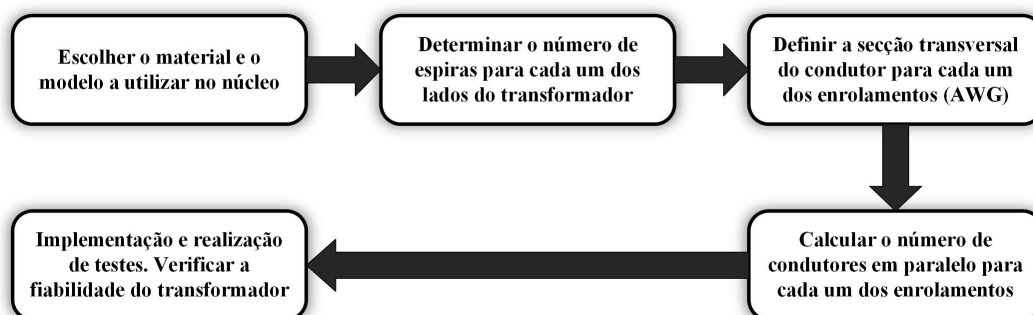 Escolher o material e o
modelo a utilizar no núcleo
Determinar o número de
espiras para cada um dos
lados do transformador
Definir a secção transversal
do condutor para cada um
dos enrolamentos (AWG)
Calcular o número de
condutores em paralelo para
cada um dos enrolamentos
Implementação e realização
de testes. Verificar a
fiabilidade do transformador